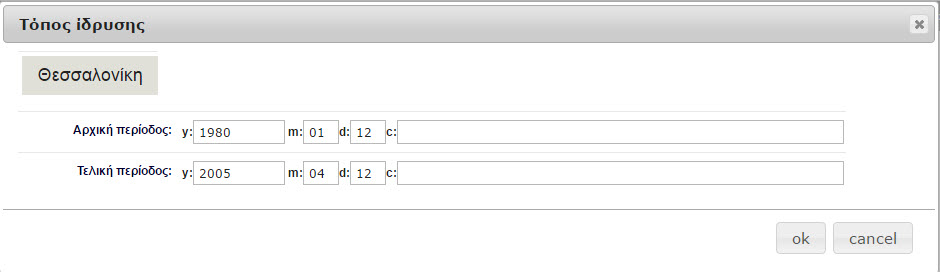 Τόπος ίδρυσης
Θεσσαλονίκη
Αρχική περίοδος: y: 1980 m: 01 d: 12 c:
Τελική περίοδος: y: 2005 m: 04 d: 12 c:
ok cancel